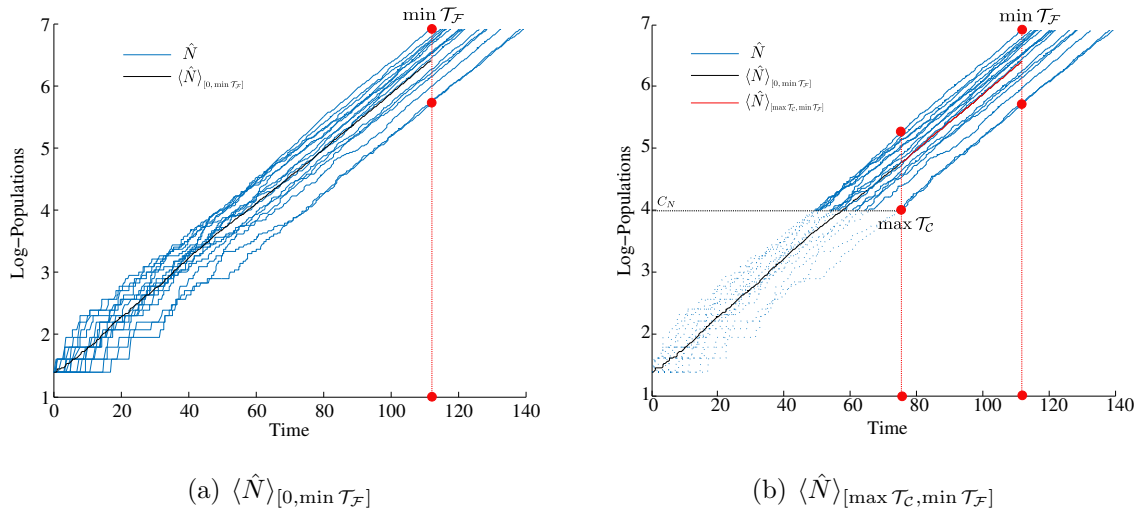 min 𝒯_ℱ
7
N̂
⟨N̂⟩_[0,min 𝒯_ℱ]
6
5
4
3
2
1
Log−Populations
0 20 40 60 80 100 120 140
Time
(a) ⟨N̂⟩_[0,min 𝒯_ℱ]
min 𝒯_ℱ
7
N̂
⟨N̂⟩_[0,min 𝒯_ℱ]
⟨N̂⟩_[max 𝒯_𝒞,min 𝒯_ℱ]
6
5
C_N
4
max 𝒯_𝒞
3
2
1
Log−Populations
0 20 40 60 80 100 120 140
Time
(b) ⟨N̂⟩_[max 𝒯_𝒞,min 𝒯_ℱ]